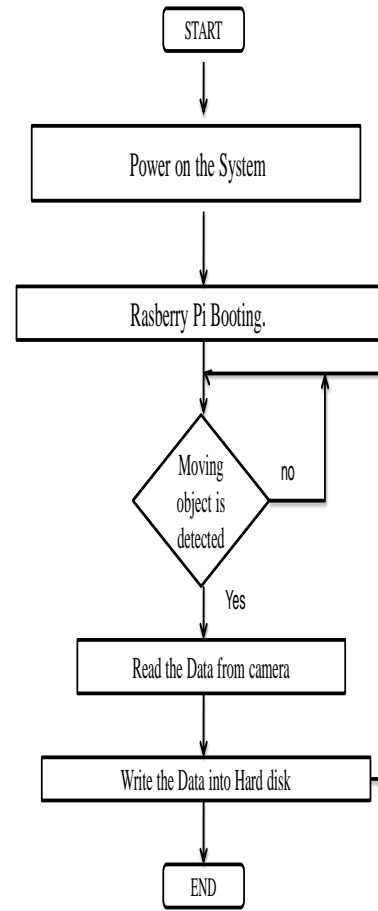 START
Power on the System
Rasberry Pi Booting.
Moving
object is
detected
no
Yes
Read the Data from camera
Write the Data into Hard disk
END